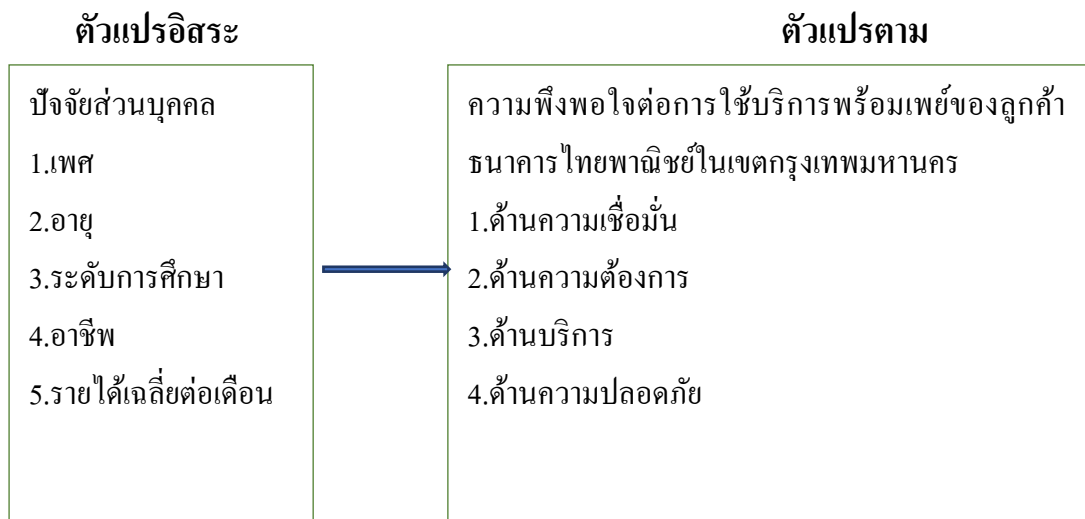 ตัวแปรอิสระ
ตัวแปรตาม
ปัจจัยส่วนบุคคล
1.เพศ
2.อายุ
3.ระดับการศึกษา
4.อาชีพ
5.รายได้เฉลี่ยต่อเดือน
ความพึงพอใจต่อการใช้บริการพร้อมเพย์ของลูกค้า
ธนาคารไทยพาณิชย์ในเขตกรุงเทพมหานคร
1.ด้านความเชื่อมั่น
2.ด้านความต้องการ
3.ด้านบริการ
4.ด้านความปลอดภัย